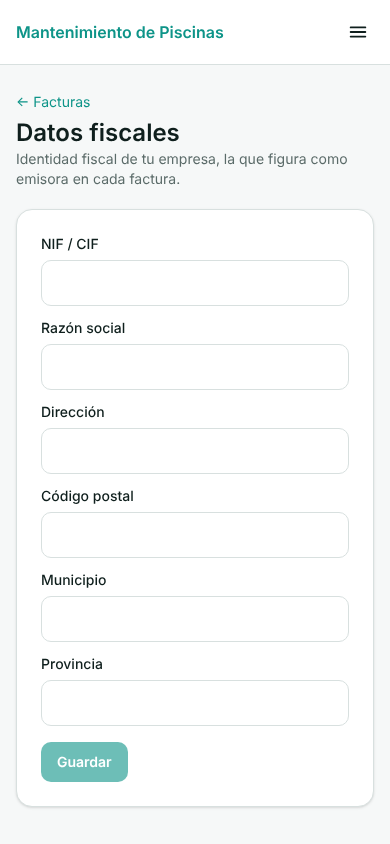 Mantenimiento de Piscinas
← Facturas
Datos fiscales
Identidad fiscal de tu empresa, la que figura como
emisora en cada factura.
NIF / CIF
Razón social
Dirección
Código postal
Municipio
Provincia
Guardar